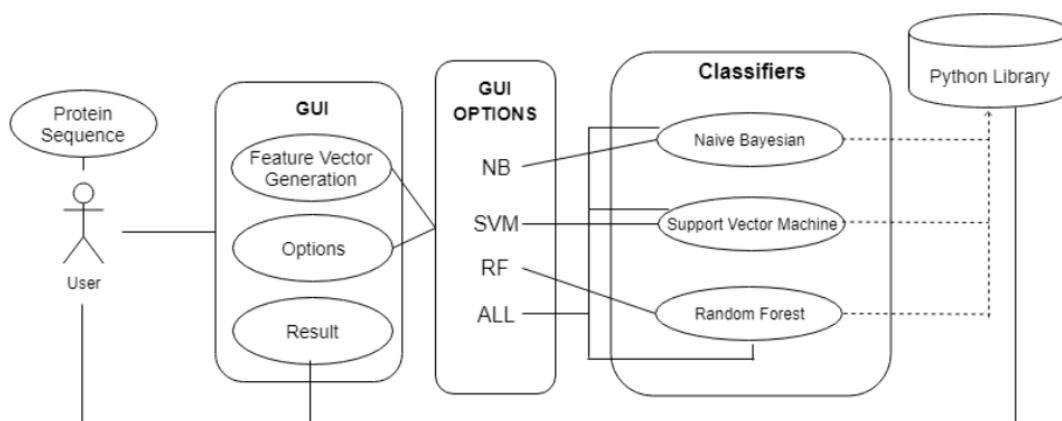 Protein
Sequence
User
GUI
Feature Vector
Generation
Options
Result
GUI
OPTIONS
NB
SVM
RF
ALL
Classifiers
Naive Bayesian
Support Vector Machine
Random Forest
Python Library